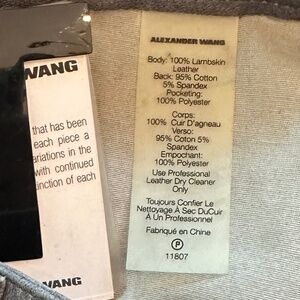 WANG
that has been
each piece a
variations in the
with continued
inction of each
WANG
ALEXANDER WANG
Body: 100% Lambskin
Leather
Back: 95% Cotton
5% Spandex
Pocketing:
100% Polyester
Corps:
100% Cuir D'agneau
Verso:
95% Coton 5%
Spandex
Empochant:
100% Polyester
Use Professional
Leather Dry Cleaner
Only
Toujours Confier Le
Nettoyage À Sec DuCuir
À Un Professionnel
Fabriqué en Chine
P
11807